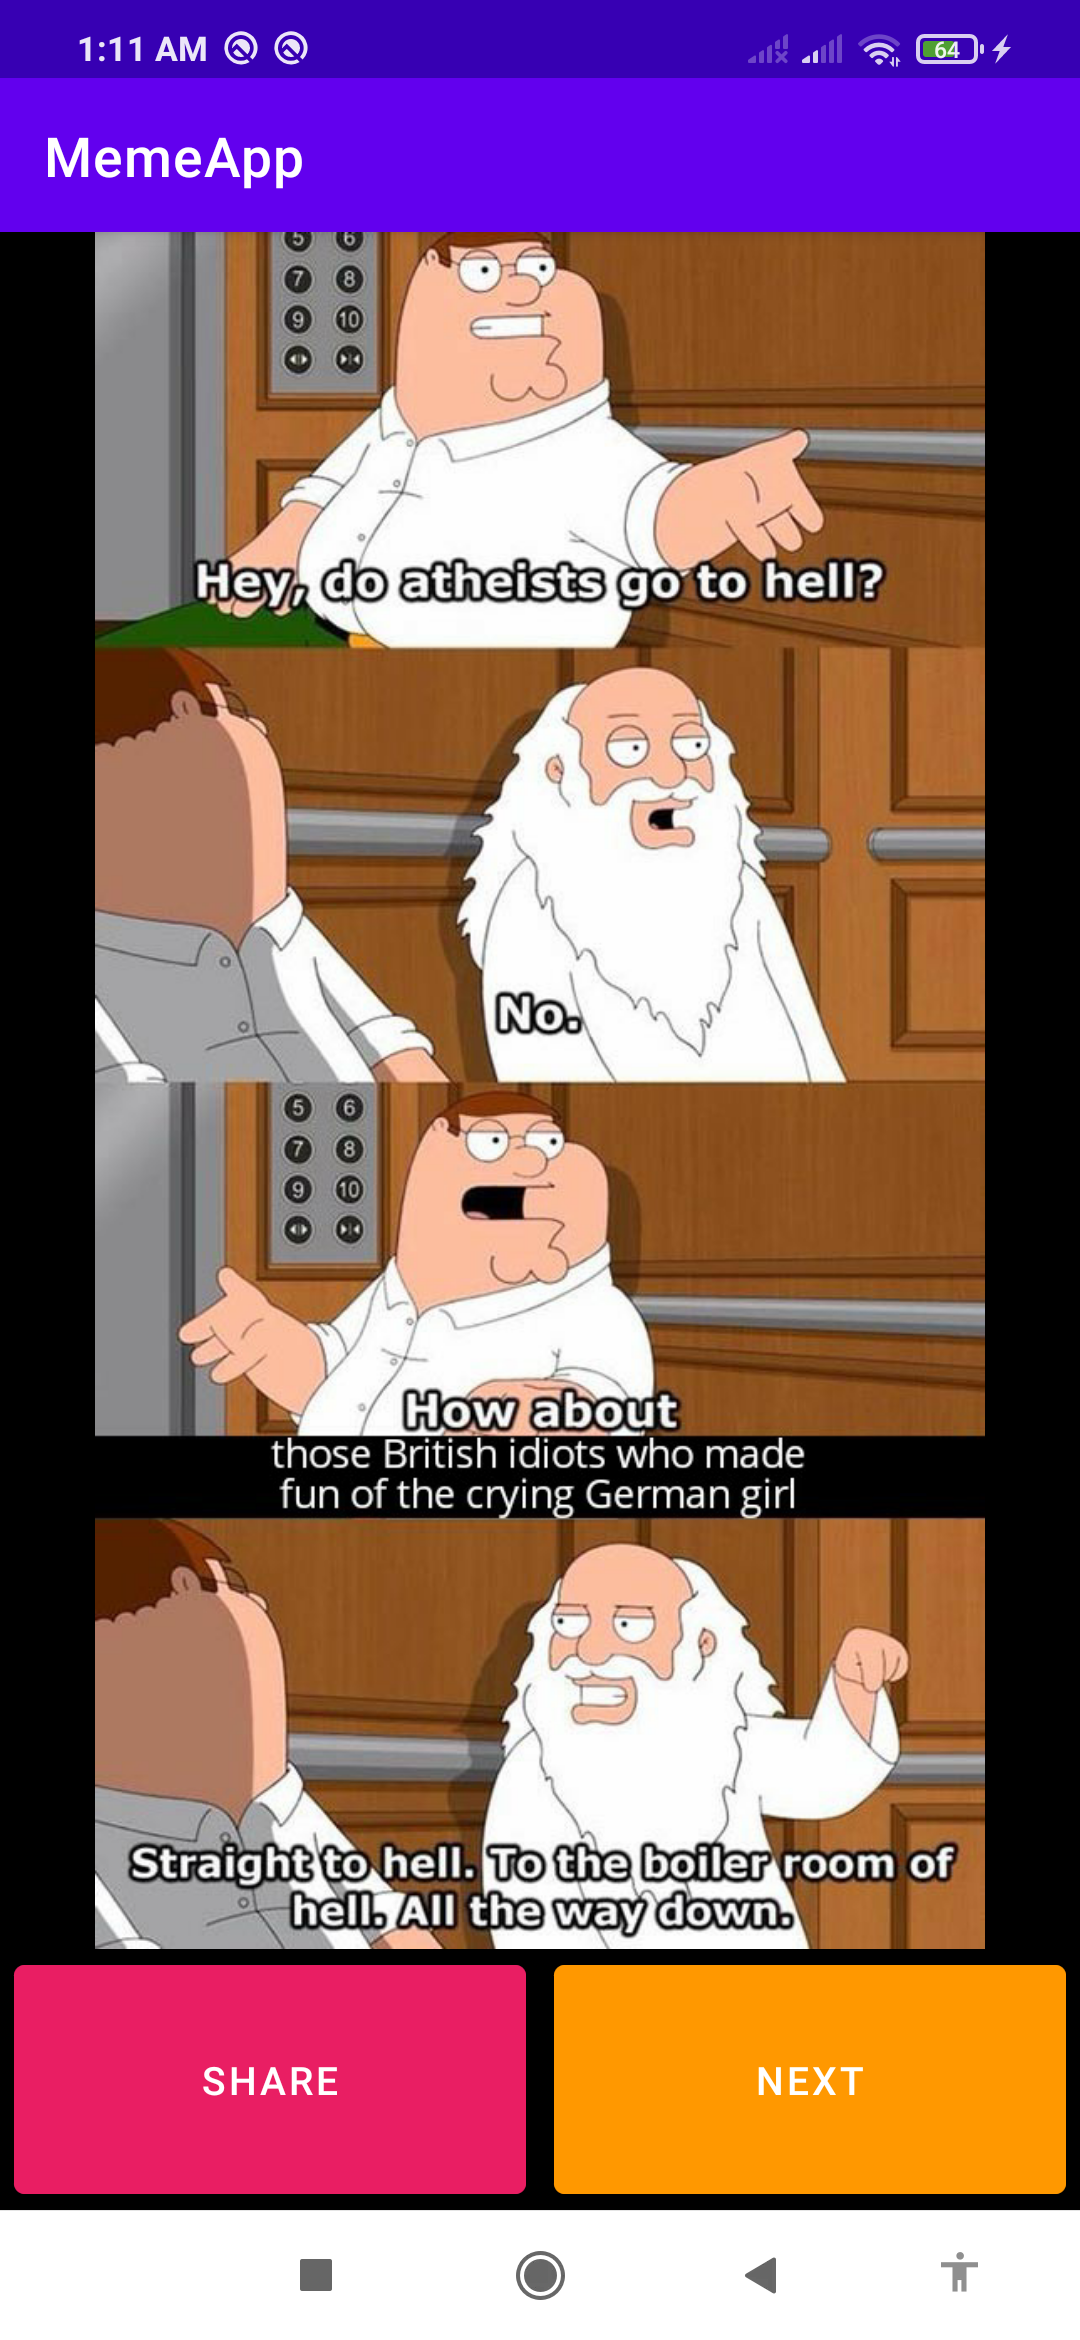 1:11 AM
64
MemeApp
5 6
7 8
9 10
Hey, do atheists go to hell?
No.
5 6
7 8
9 10
How about
those British idiots who made
fun of the crying German girl
Straight to hell. To the boiler room of
hell. All the way down.
SHARE
NEXT